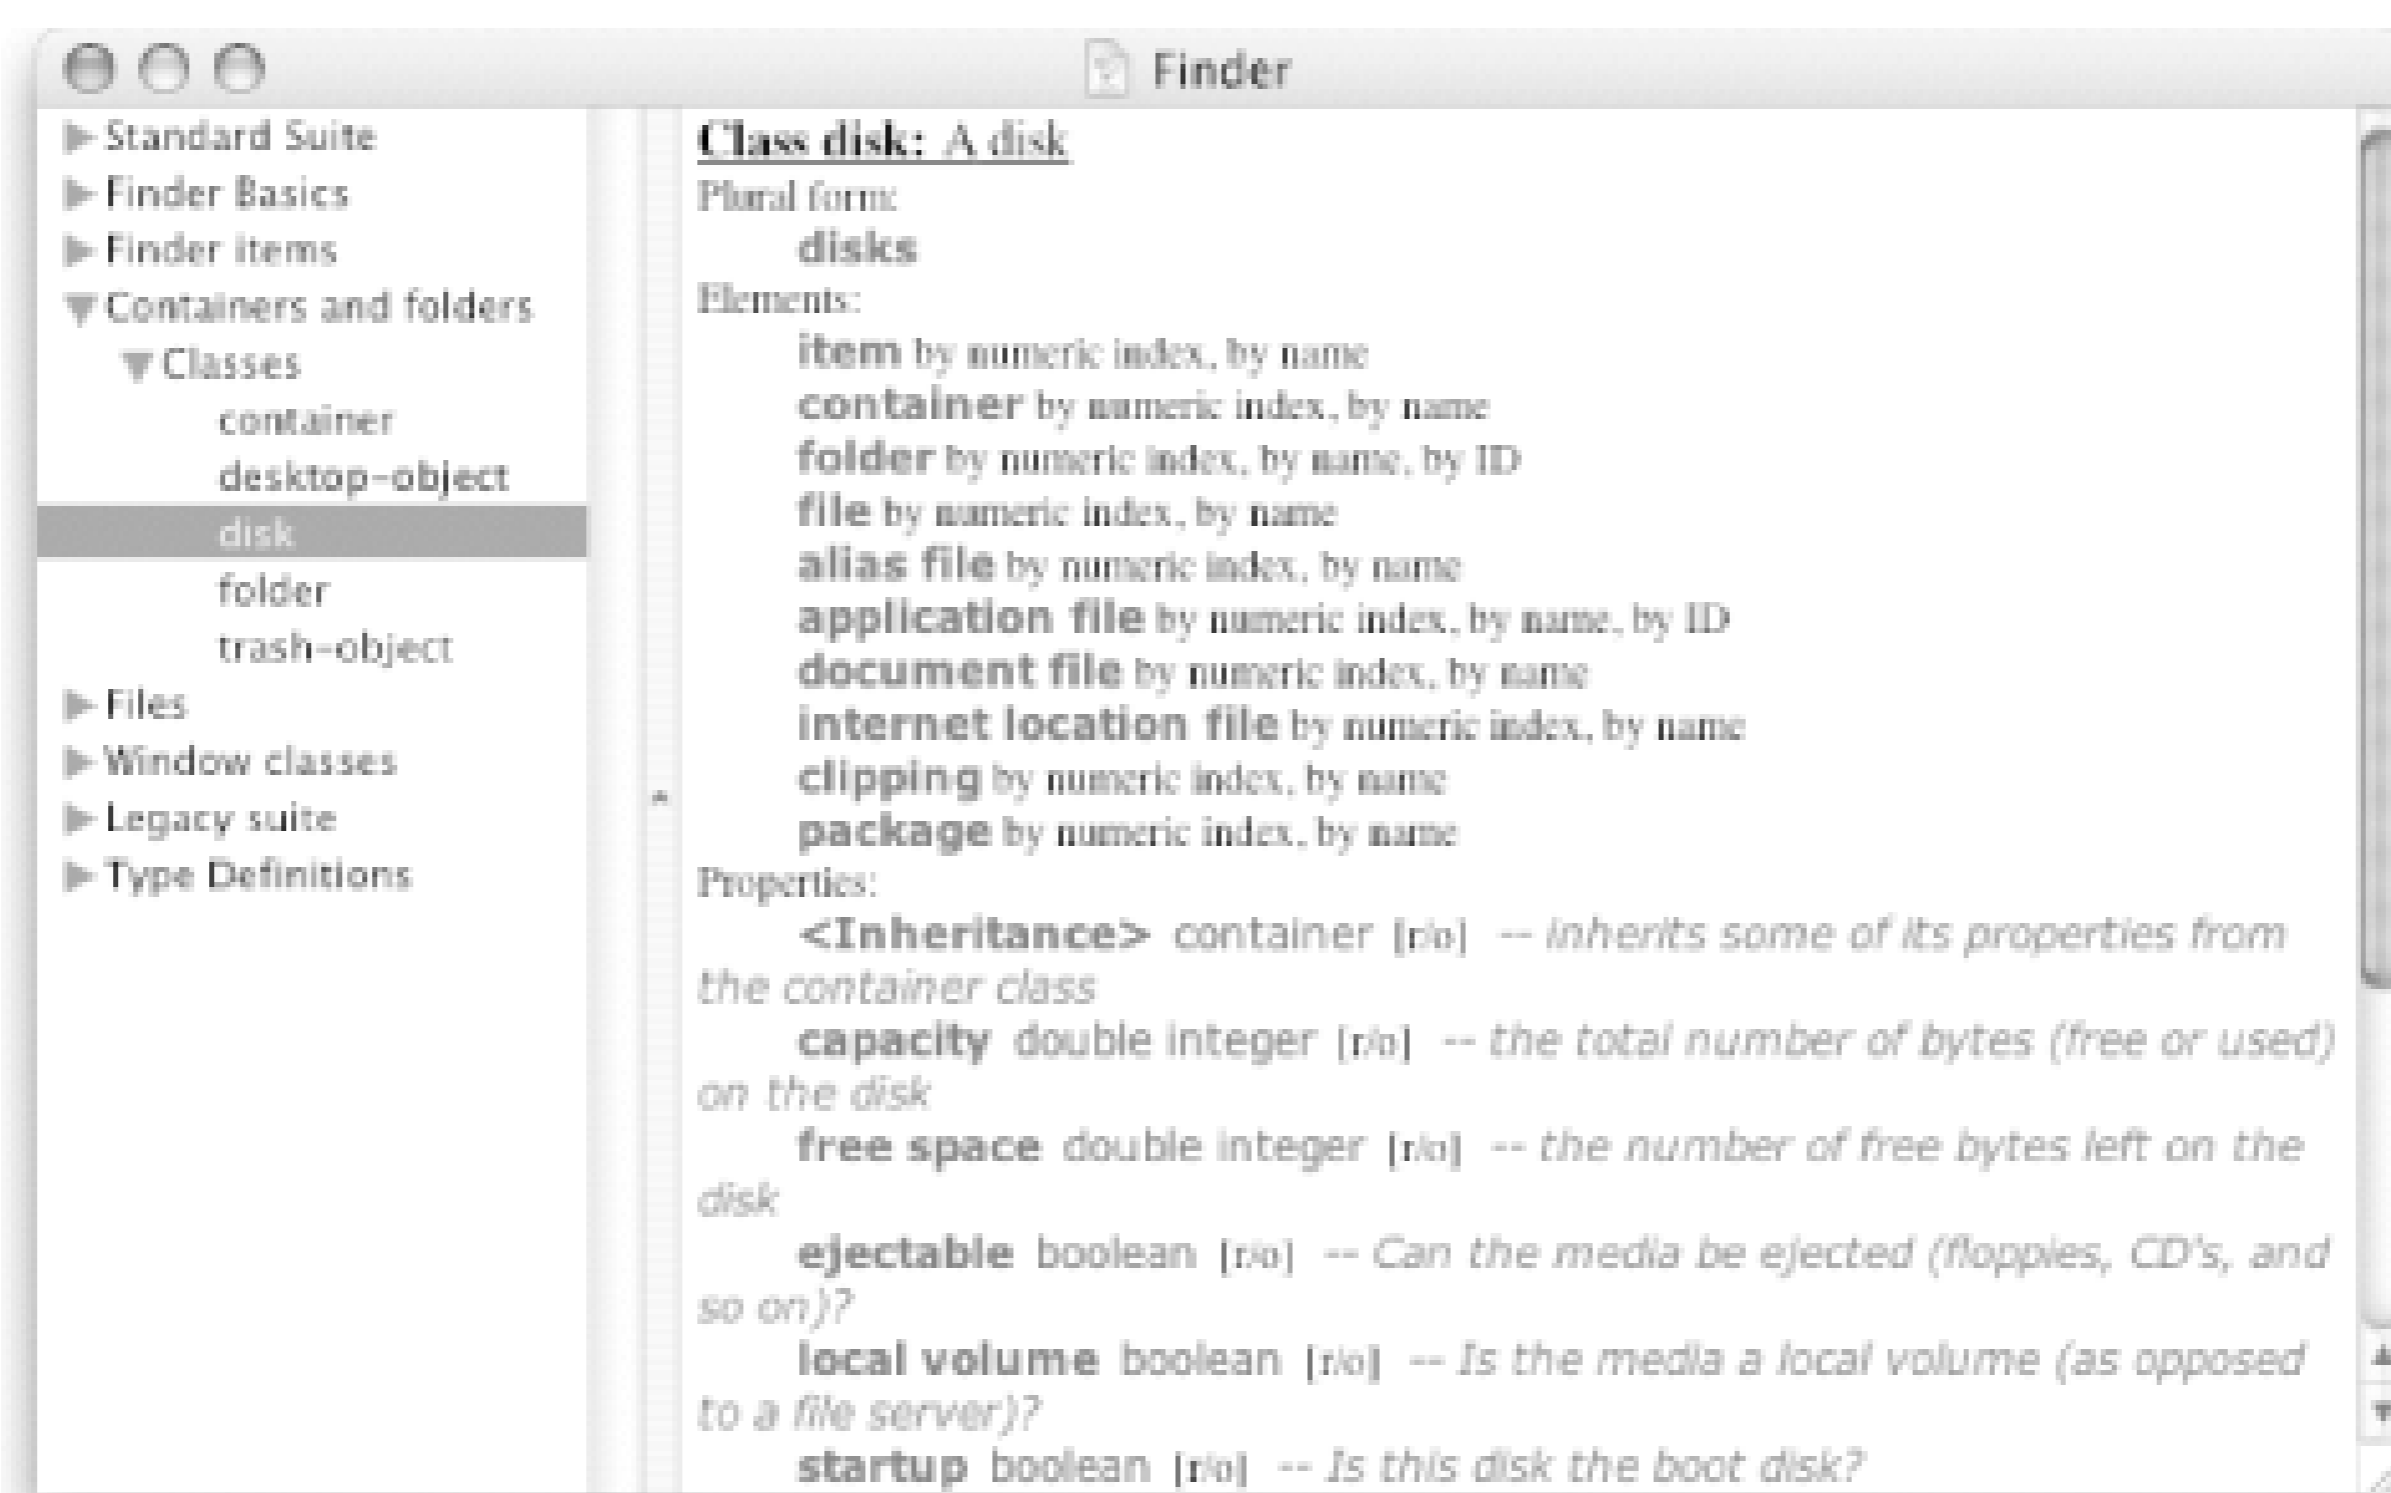 Finder
Standard Suite
Finder Basics
Finder items
Containers and folders
Classes
container
desktop-object
disk
folder
trash-object
Files
Window classes
Legacy suite
Type Definitions
Class disk: A disk
Plural form:
disks
Elements:
item by numeric index, by name
container by numeric index, by name
folder by numeric index, by name, by ID
file by numeric index, by name
alias file by numeric index, by name
application file by numeric index, by name, by ID
document file by numeric index, by name
internet location file by numeric index, by name
clipping by numeric index, by name
package by numeric index, by name
Properties:
<Inheritance> container [r/o] -- inherits some of its properties from
the container class
capacity double integer [r/o] -- the total number of bytes (free or used)
on the disk
free space double integer [r/o] -- the number of free bytes left on the
disk
ejectable boolean [r/o] -- Can the media be ejected (floppies, CD's, and
so on)?
local volume boolean [r/o] -- Is the media a local volume (as opposed
to a file server)?
startup boolean [r/o] -- Is this disk the boot disk?